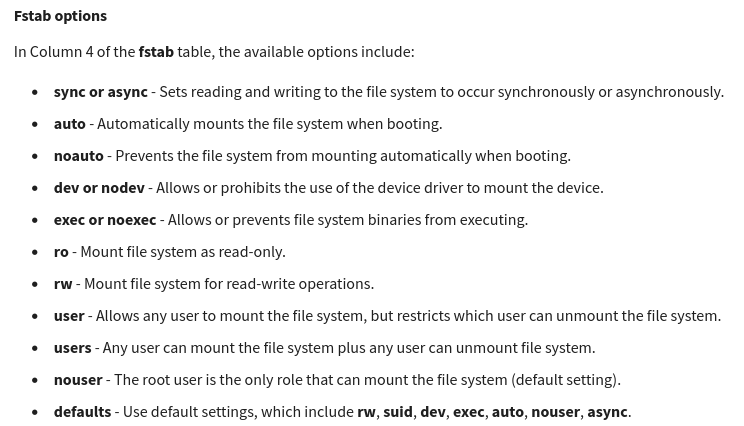 Fstab options
In Column 4 of the fstab table, the available options include:
• sync or async - Sets reading and writing to the file system to occur synchronously or asynchronously.
• auto - Automatically mounts the file system when booting.
• noauto - Prevents the file system from mounting automatically when booting.
• dev or nodev - Allows or prohibits the use of the device driver to mount the device.
• exec or noexec - Allows or prevents file system binaries from executing.
• ro - Mount file system as read-only.
• rw - Mount file system for read-write operations.
• user - Allows any user to mount the file system, but restricts which user can unmount the file system.
• users - Any user can mount the file system plus any user can unmount file system.
• nouser - The root user is the only role that can mount the file system (default setting).
• defaults - Use default settings, which include rw, suid, dev, exec, auto, nouser, async.